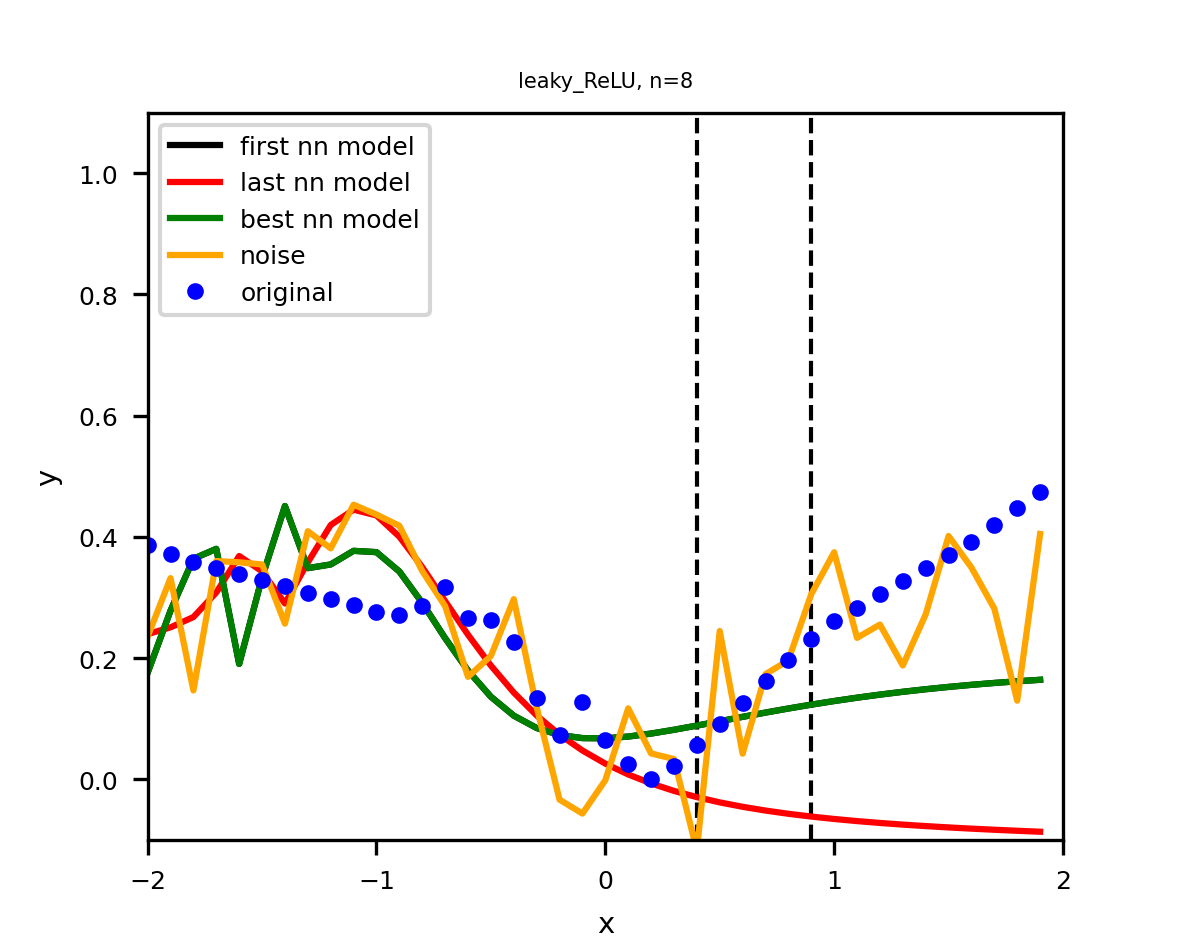 leaky_ReLU, n=8
first nn model
last nn model
best nn model
noise
original
1.0
0.8
0.6
0.4
0.2
0.0
y
−2
−1
0
1
2
x